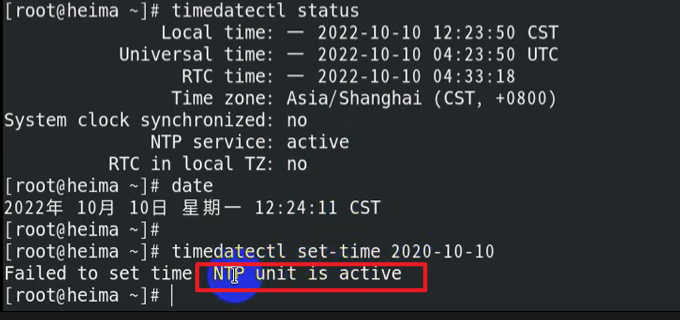 [root@heima ~]# timedatectl status
Local time: 一 2022-10-10 12:23:50 CST
Universal time: 一 2022-10-10 04:23:50 UTC
RTC time: 一 2022-10-10 04:33:18
Time zone: Asia/Shanghai (CST, +0800)
System clock synchronized: no
NTP service: active
RTC in local TZ: no
[root@heima ~]# date
2022年 10月 10日 星期一 12:24:11 CST
[root@heima ~]#
[root@heima ~]# timedatectl set-time 2020-10-10
Failed to set time NTP unit is active
[root@heima ~]#